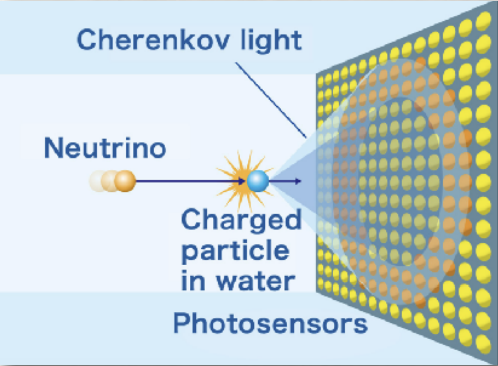 Cherenkov light
Neutrino
Charged
particle
in water
Photosensors